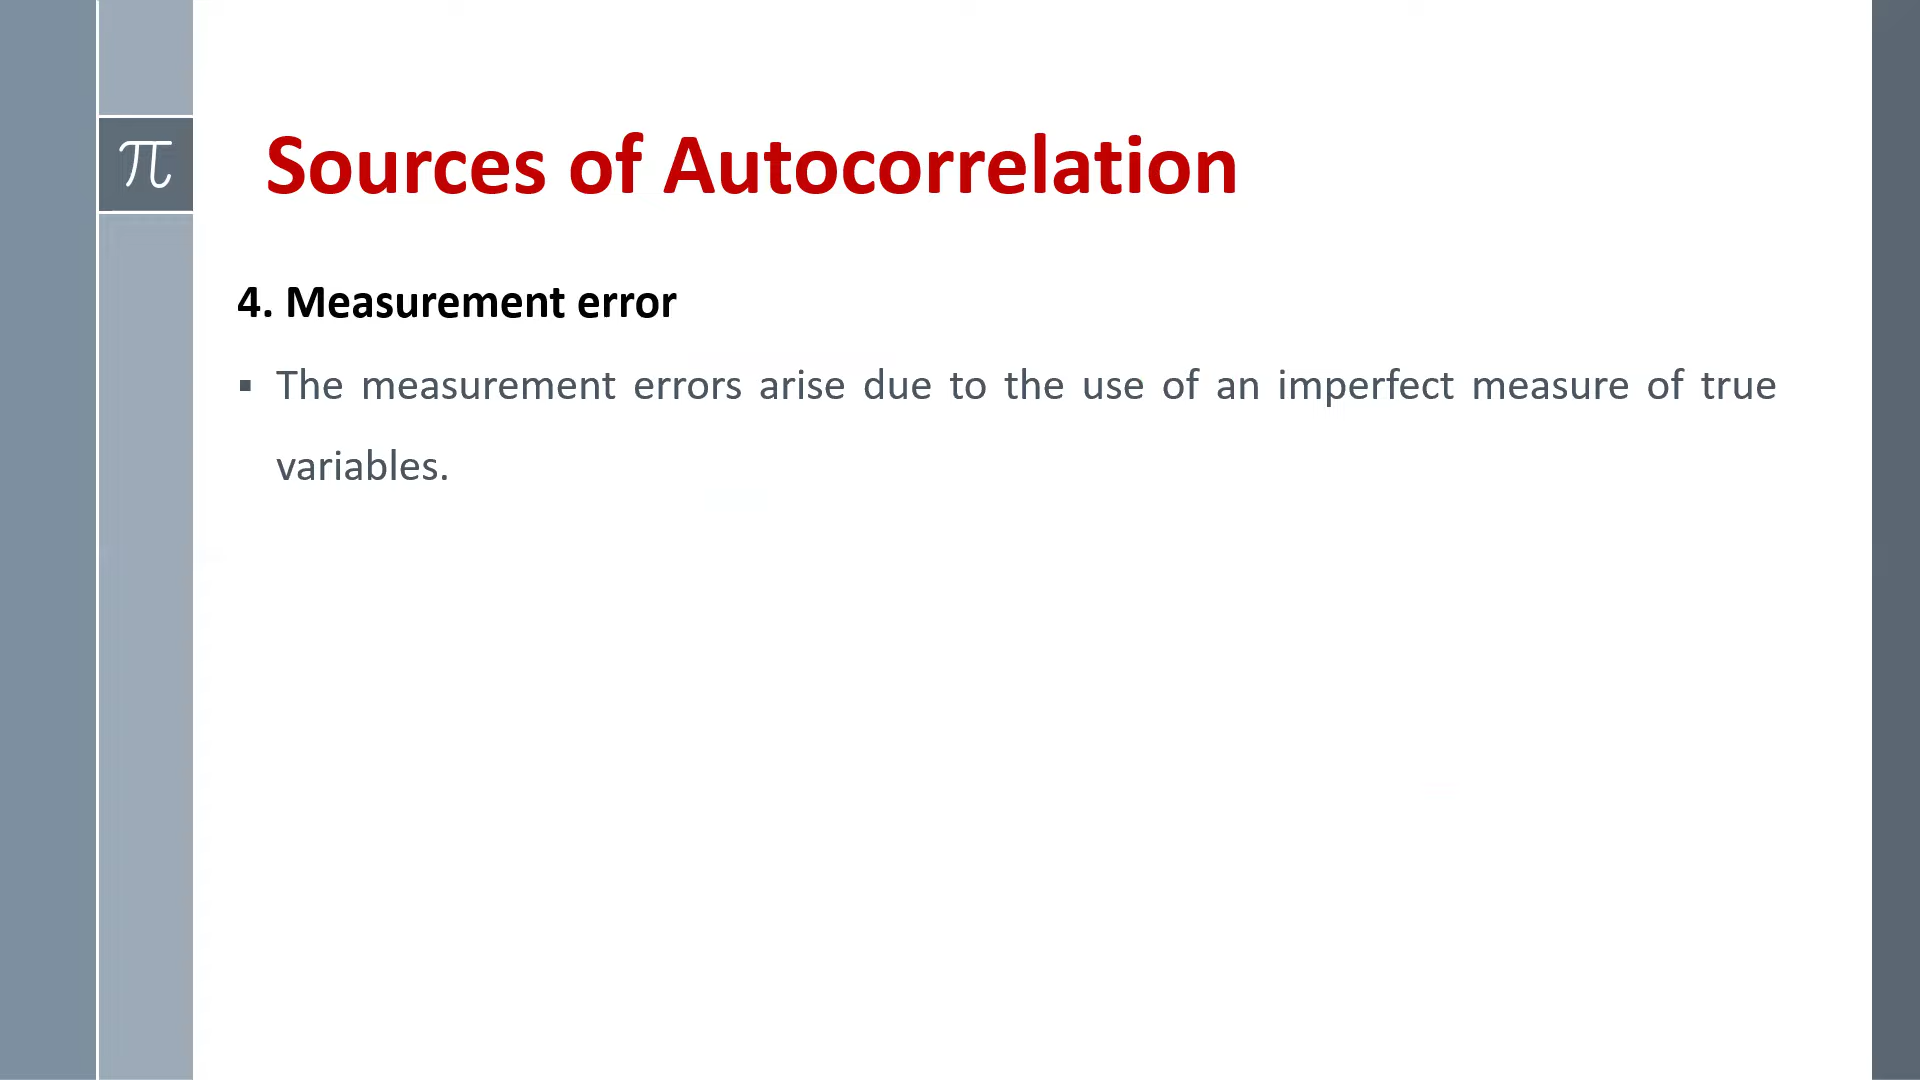 π
Sources of Autocorrelation
4. Measurement error
▪ The measurement errors arise due to the use of an imperfect measure of true
variables.